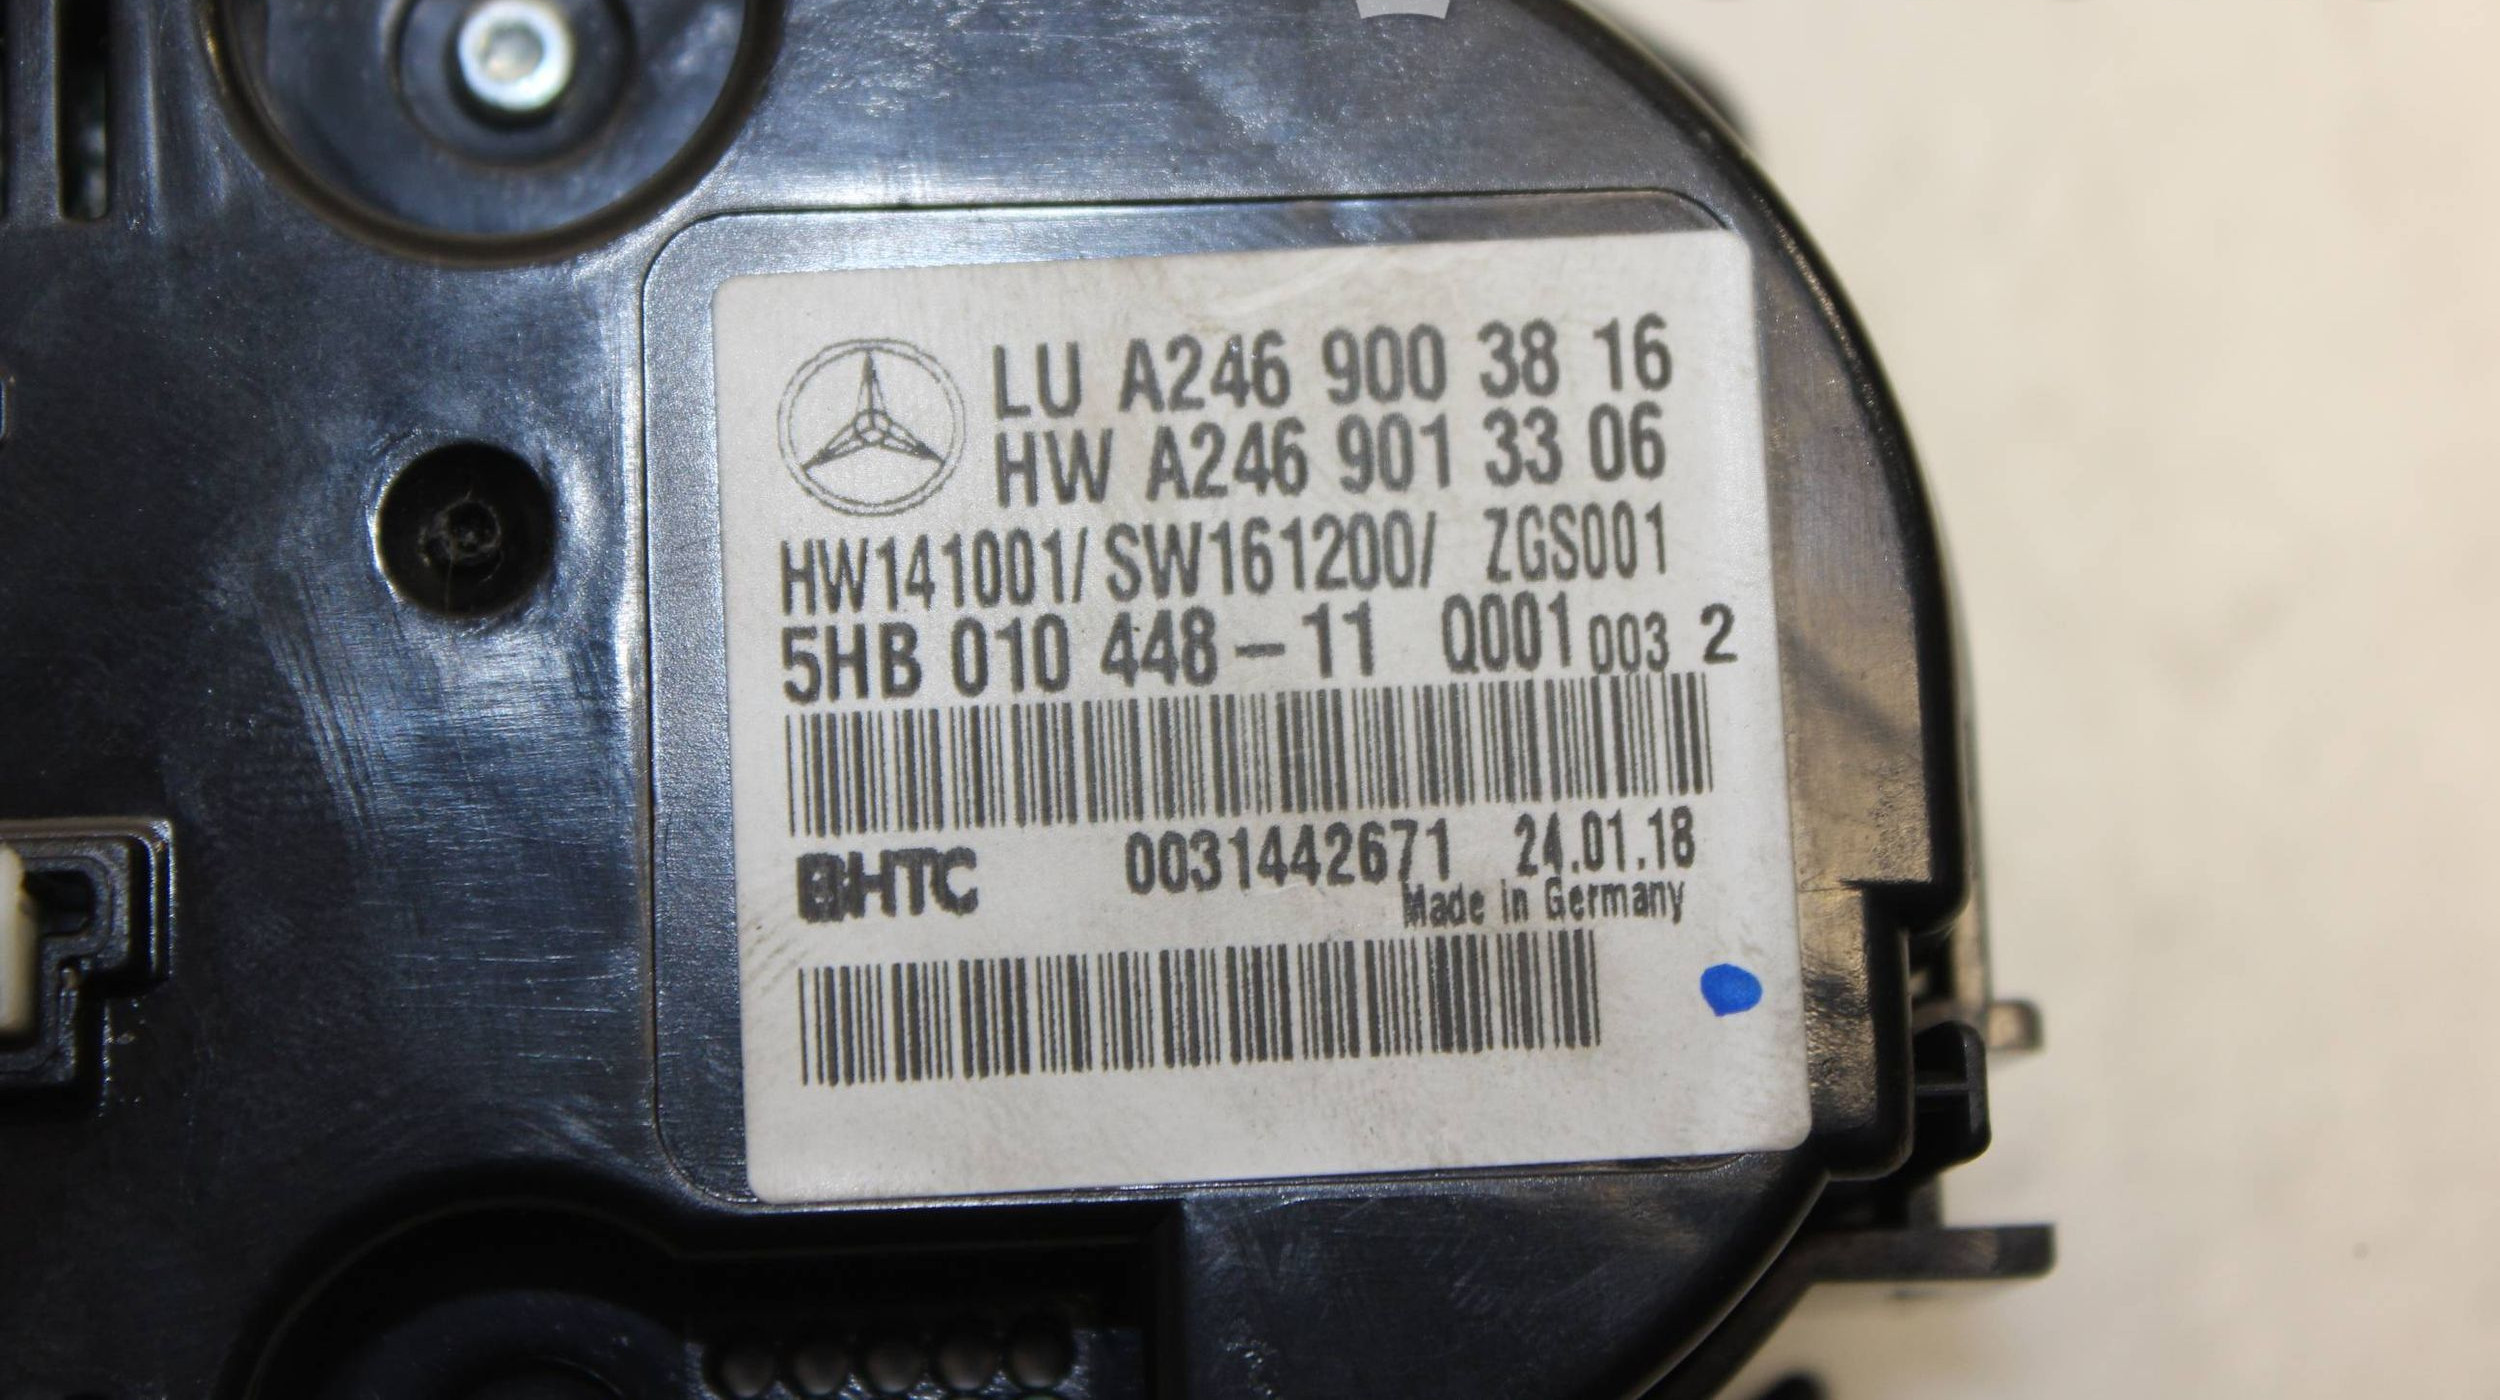 LU A246 900 38 16
HW A246 901 33 06
HW141001/ SW161200/ ZGS001
5HB 010 448-11 Q001 003 2
BHTC 0031442671 24.01.18
Made in Germany